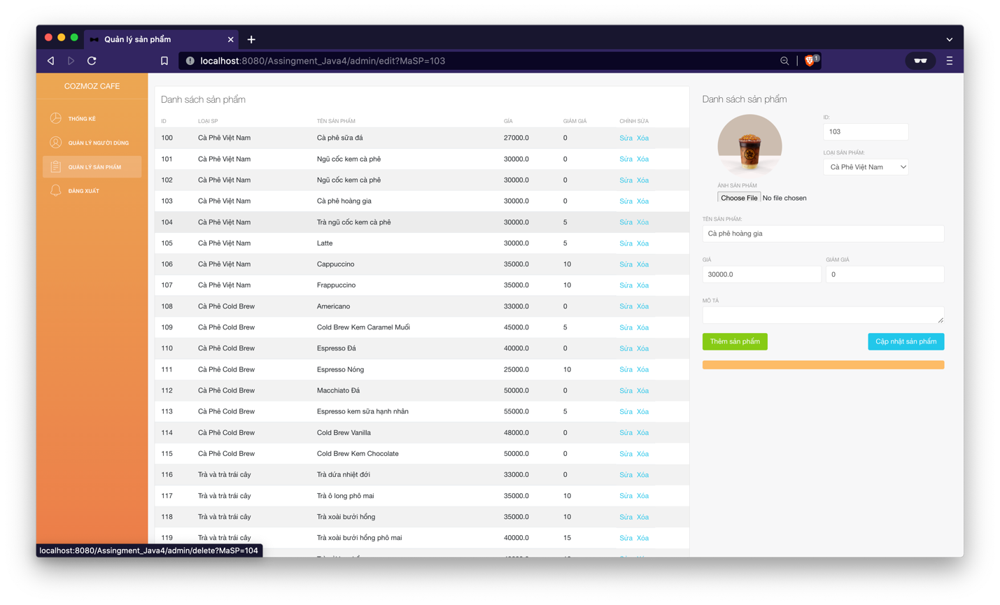 Quản lý sản phẩm
localhost:8080/Assingment_Java4/admin/edit?MaSP=103
1
COZMOZ CAFE
THỐNG KÊ
QUẢN LÝ NGƯỜI DÙNG
QUẢN LÝ SẢN PHẨM
ĐĂNG XUẤT
Danh sách sản phẩm
ID LOẠI SP TÊN SẢN PHẨM GÍA GIẢM GIÁ CHỈNH SỬA
100 Cà Phê Việt Nam Cà phê sữa đá 27000.0 0 Sửa Xóa
101 Cà Phê Việt Nam Ngũ cốc kem cà phê 30000.0 0 Sửa Xóa
102 Cà Phê Việt Nam Ngũ cốc kem cà phê 30000.0 0 Sửa Xóa
103 Cà Phê Việt Nam Cà phê hoàng gia 30000.0 0 Sửa Xóa
104 Cà Phê Việt Nam Trà ngũ cốc kem cà phê 30000.0 5 Sửa Xóa
105 Cà Phê Việt Nam Latte 30000.0 5 Sửa Xóa
106 Cà Phê Việt Nam Cappuccino 35000.0 10 Sửa Xóa
107 Cà Phê Việt Nam Frappuccino 35000.0 10 Sửa Xóa
108 Cà Phê Cold Brew Americano 33000.0 0 Sửa Xóa
109 Cà Phê Cold Brew Cold Brew Kem Caramel Muối 45000.0 5 Sửa Xóa
110 Cà Phê Cold Brew Espresso Đá 40000.0 0 Sửa Xóa
111 Cà Phê Cold Brew Espresso Nóng 25000.0 10 Sửa Xóa
112 Cà Phê Cold Brew Macchiato Đá 50000.0 0 Sửa Xóa
113 Cà Phê Cold Brew Espresso kem sữa hạnh nhân 55000.0 5 Sửa Xóa
114 Cà Phê Cold Brew Cold Brew Vanilla 48000.0 0 Sửa Xóa
115 Cà Phê Cold Brew Cold Brew Kem Chocolate 50000.0 0 Sửa Xóa
116 Trà và trà trái cây Trà dứa nhiệt đới 33000.0 0 Sửa Xóa
117 Trà và trà trái cây Trà ô long phô mai 35000.0 10 Sửa Xóa
118 Trà và trà trái cây Trà xoài bưởi hồng 35000.0 10 Sửa Xóa
119 Trà và trà trái cây Trà xoài bưởi hồng phô mai 40000.0 15 Sửa Xóa
Danh sách sản phẩm
ID:
103
LOẠI SẢN PHẨM:
Cà Phê Việt Nam
ẢNH SẢN PHẨM
Choose File No file chosen
TÊN SẢN PHẨM:
Cà phê hoàng gia
GIÁ GIẢM GIÁ
30000.0 0
MÔ TẢ
Thêm sản phẩm Cập nhật sản phẩm
localhost:8080/Assingment_Java4/admin/delete?MaSP=104